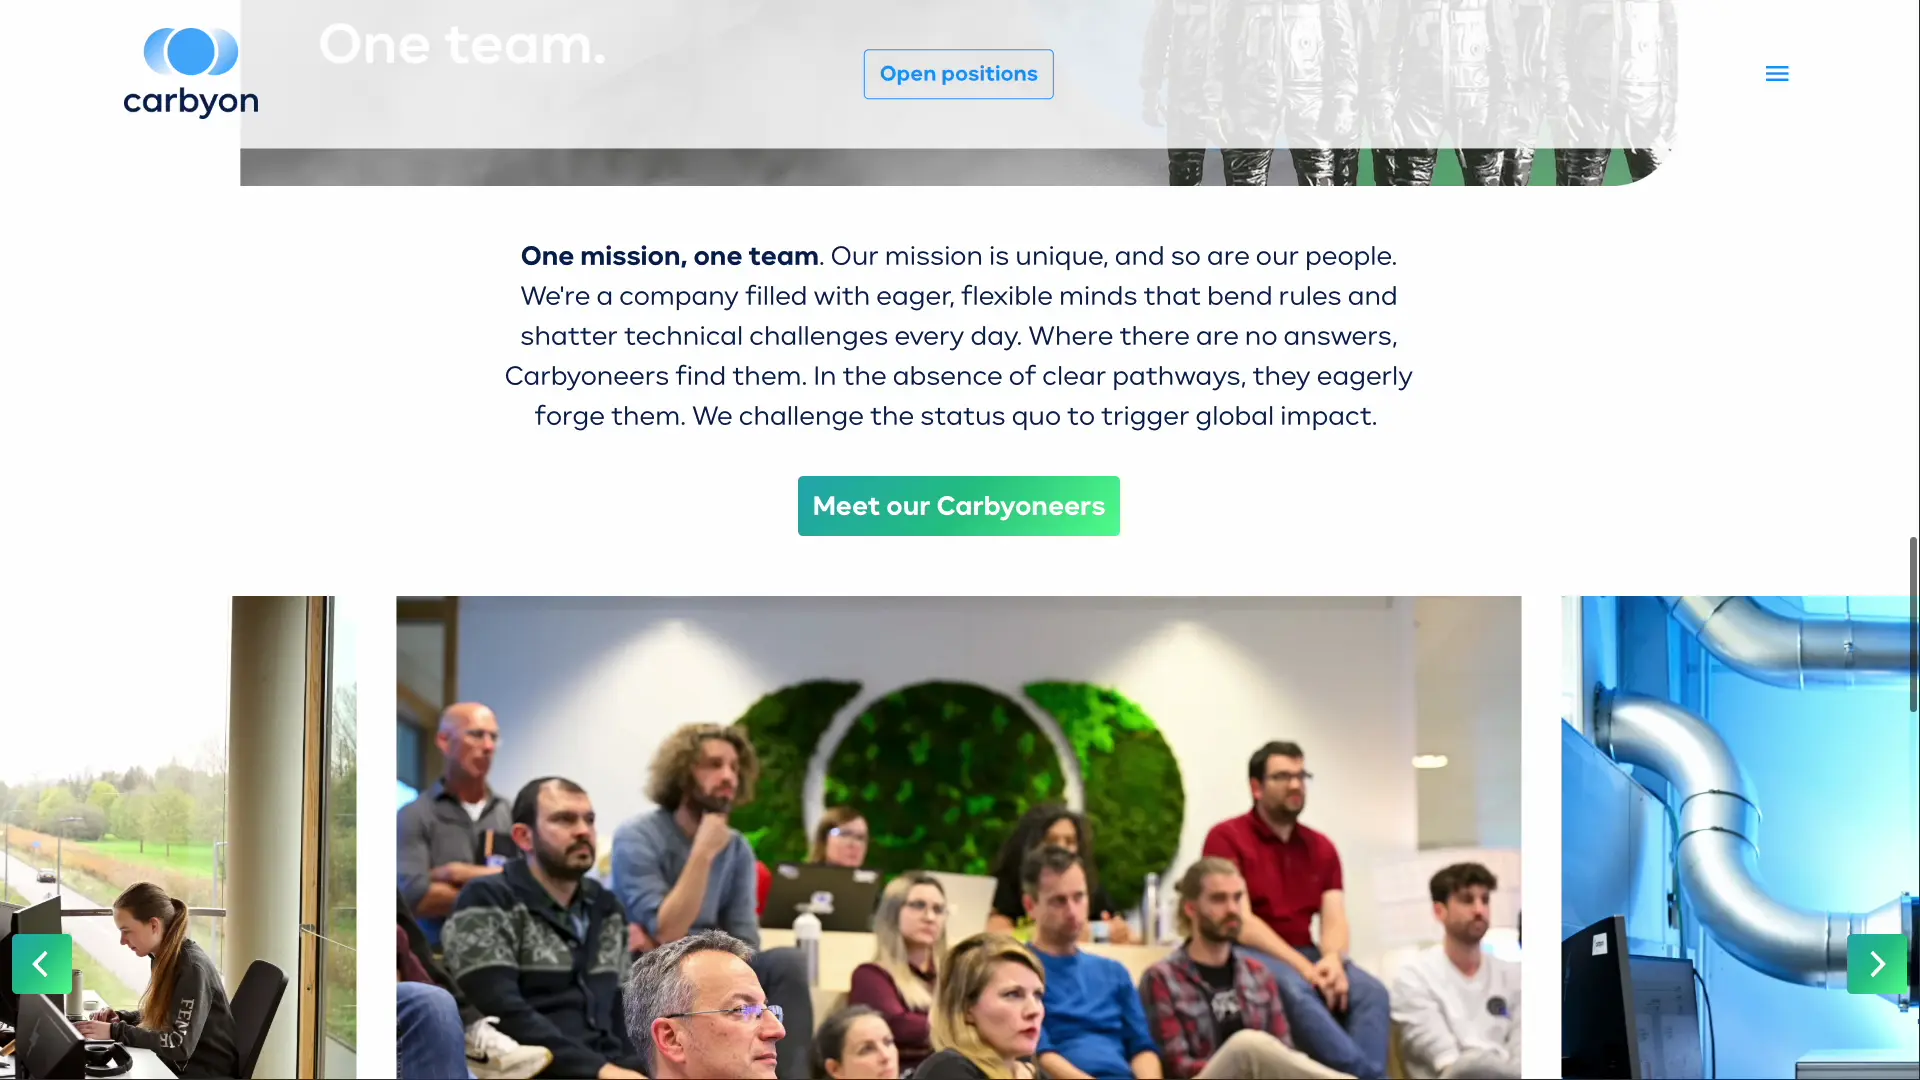 One team.
carbyon
Open positions
One mission, one team. Our mission is unique, and so are our people.
We're a company filled with eager, flexible minds that bend rules and
shatter technical challenges every day. Where there are no answers,
Carbyoneers find them. In the absence of clear pathways, they eagerly
forge them. We challenge the status quo to trigger global impact.
Meet our Carbyoneers